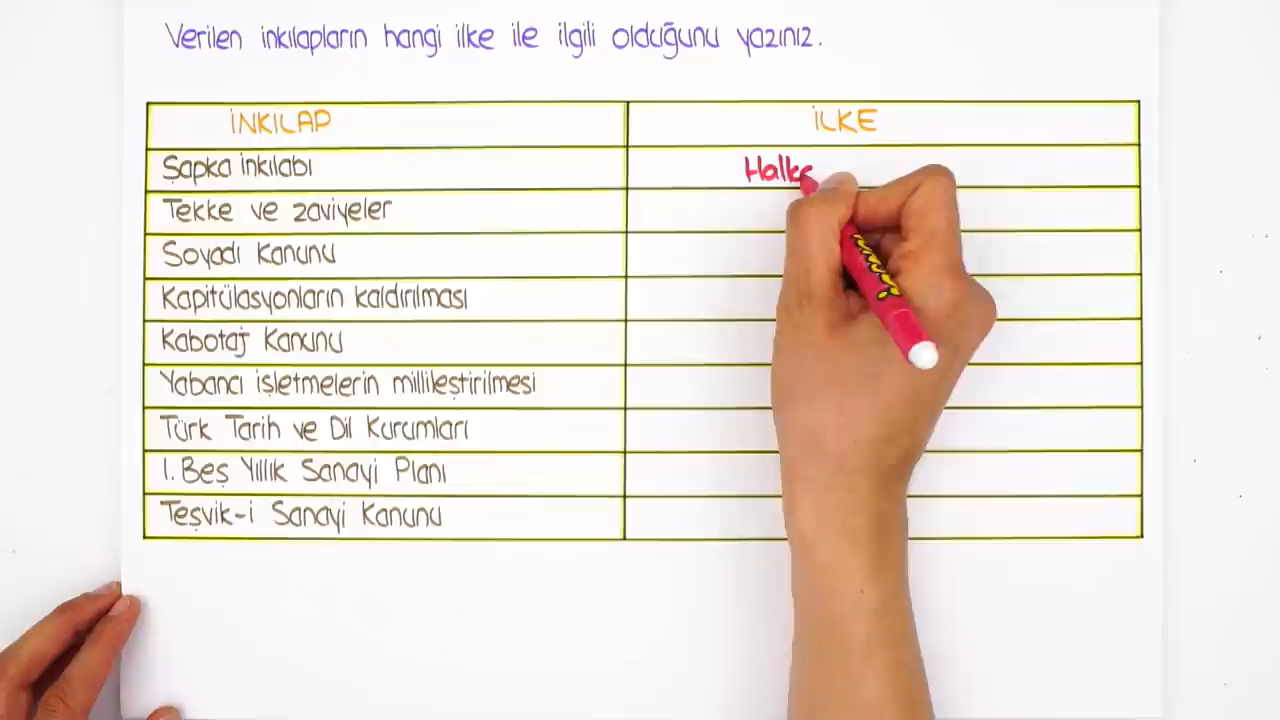 Verilen inkılapların hangi ilke ile ilgili olduğunu yazınız.
İNKILAP İLKE
Şapka inkılabı Halkç
Tekke ve zaviyeler
Soyadı Kanunu
Kapitülasyonların kaldırılması
Kabotaj Kanunu
Yabancı işletmelerin millileştirilmesi
Türk Tarih ve Dil Kurumları
1. Beş Yıllık Sanayi Planı
Teşvik-i Sanayi Kanunu